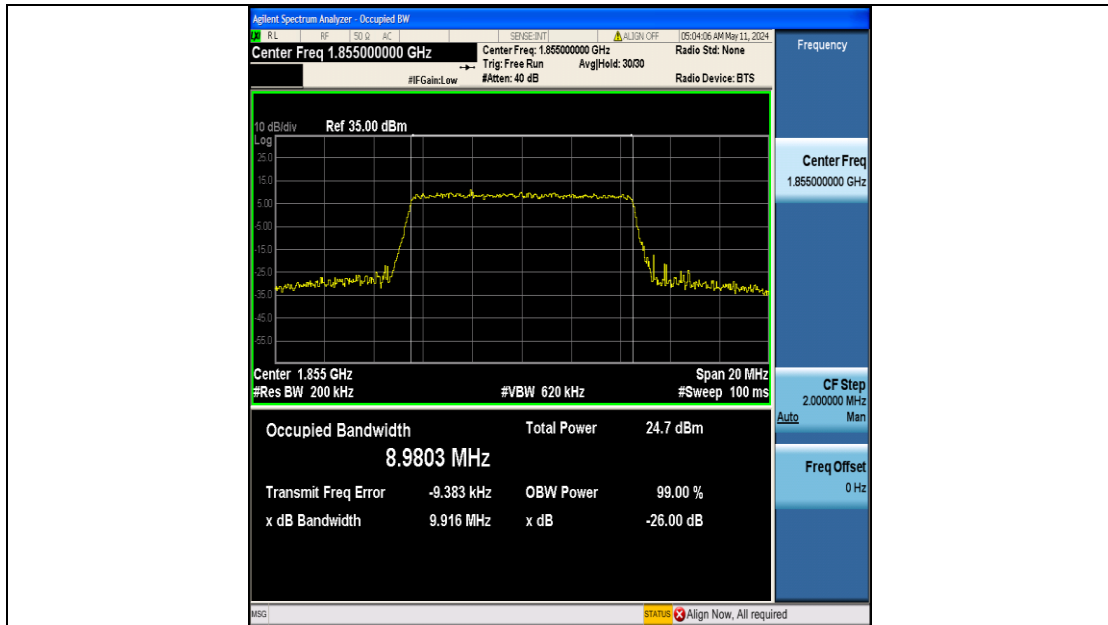 Agilent Spectrum Analyzer - Occupied BW
RL RF 50 Ω AC SENSE:INT ALIGN OFF 05:04:06 AM May 11, 2024
Center Freq 1.855000000 GHz
Center Freq: 1.855000000 GHz Radio Std: None
Trig: Free Run Avg|Hold: 30/30
#IFGain:Low #Atten: 40 dB Radio Device: BTS
10 dB/div Ref 35.00 dBm
Log
25.0
15.0
5.00
-5.00
-15.0
-25.0
-35.0
-45.0
-55.0
Center 1.855 GHz Span 20 MHz
#Res BW 200 kHz #VBW 620 kHz #Sweep 100 ms
Occupied Bandwidth Total Power 24.7 dBm
8.9803 MHz
Transmit Freq Error -9.383 kHz OBW Power 99.00 %
x dB Bandwidth 9.916 MHz x dB -26.00 dB
Frequency
Center Freq
1.855000000 GHz
CF Step
2.000000 MHz
Auto Man
Freq Offset
0 Hz
MSG STATUS Align Now, All required